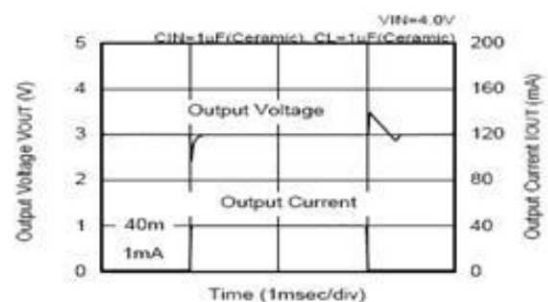 VIN=4.0V
CIN=1uF(Ceramic), CL=1uF(Ceramic)
5 200
4 160
Output Voltage
3 120
2 80
Output Current
1 40m 40
1mA
0 0
Time (1msec/div)
Output Voltage VOUT (V)
Output Current IOUT (mA)